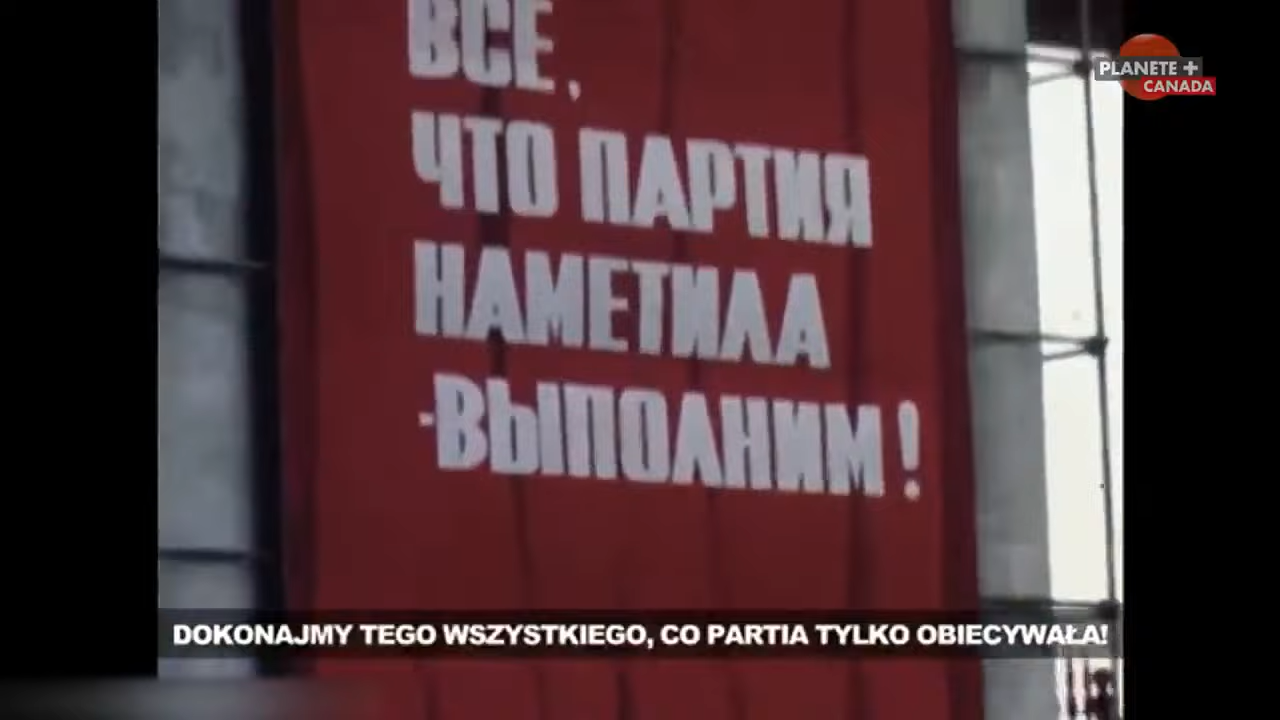 ВСЕ,
ЧТО ПАРТИЯ
НАМЕТИЛА
-ВЫПОЛНИМ!
PLANETE+
CANADA
DOKONAJMY TEGO WSZYSTKIEGO, CO PARTIA TYLKO OBIECYWAŁA!